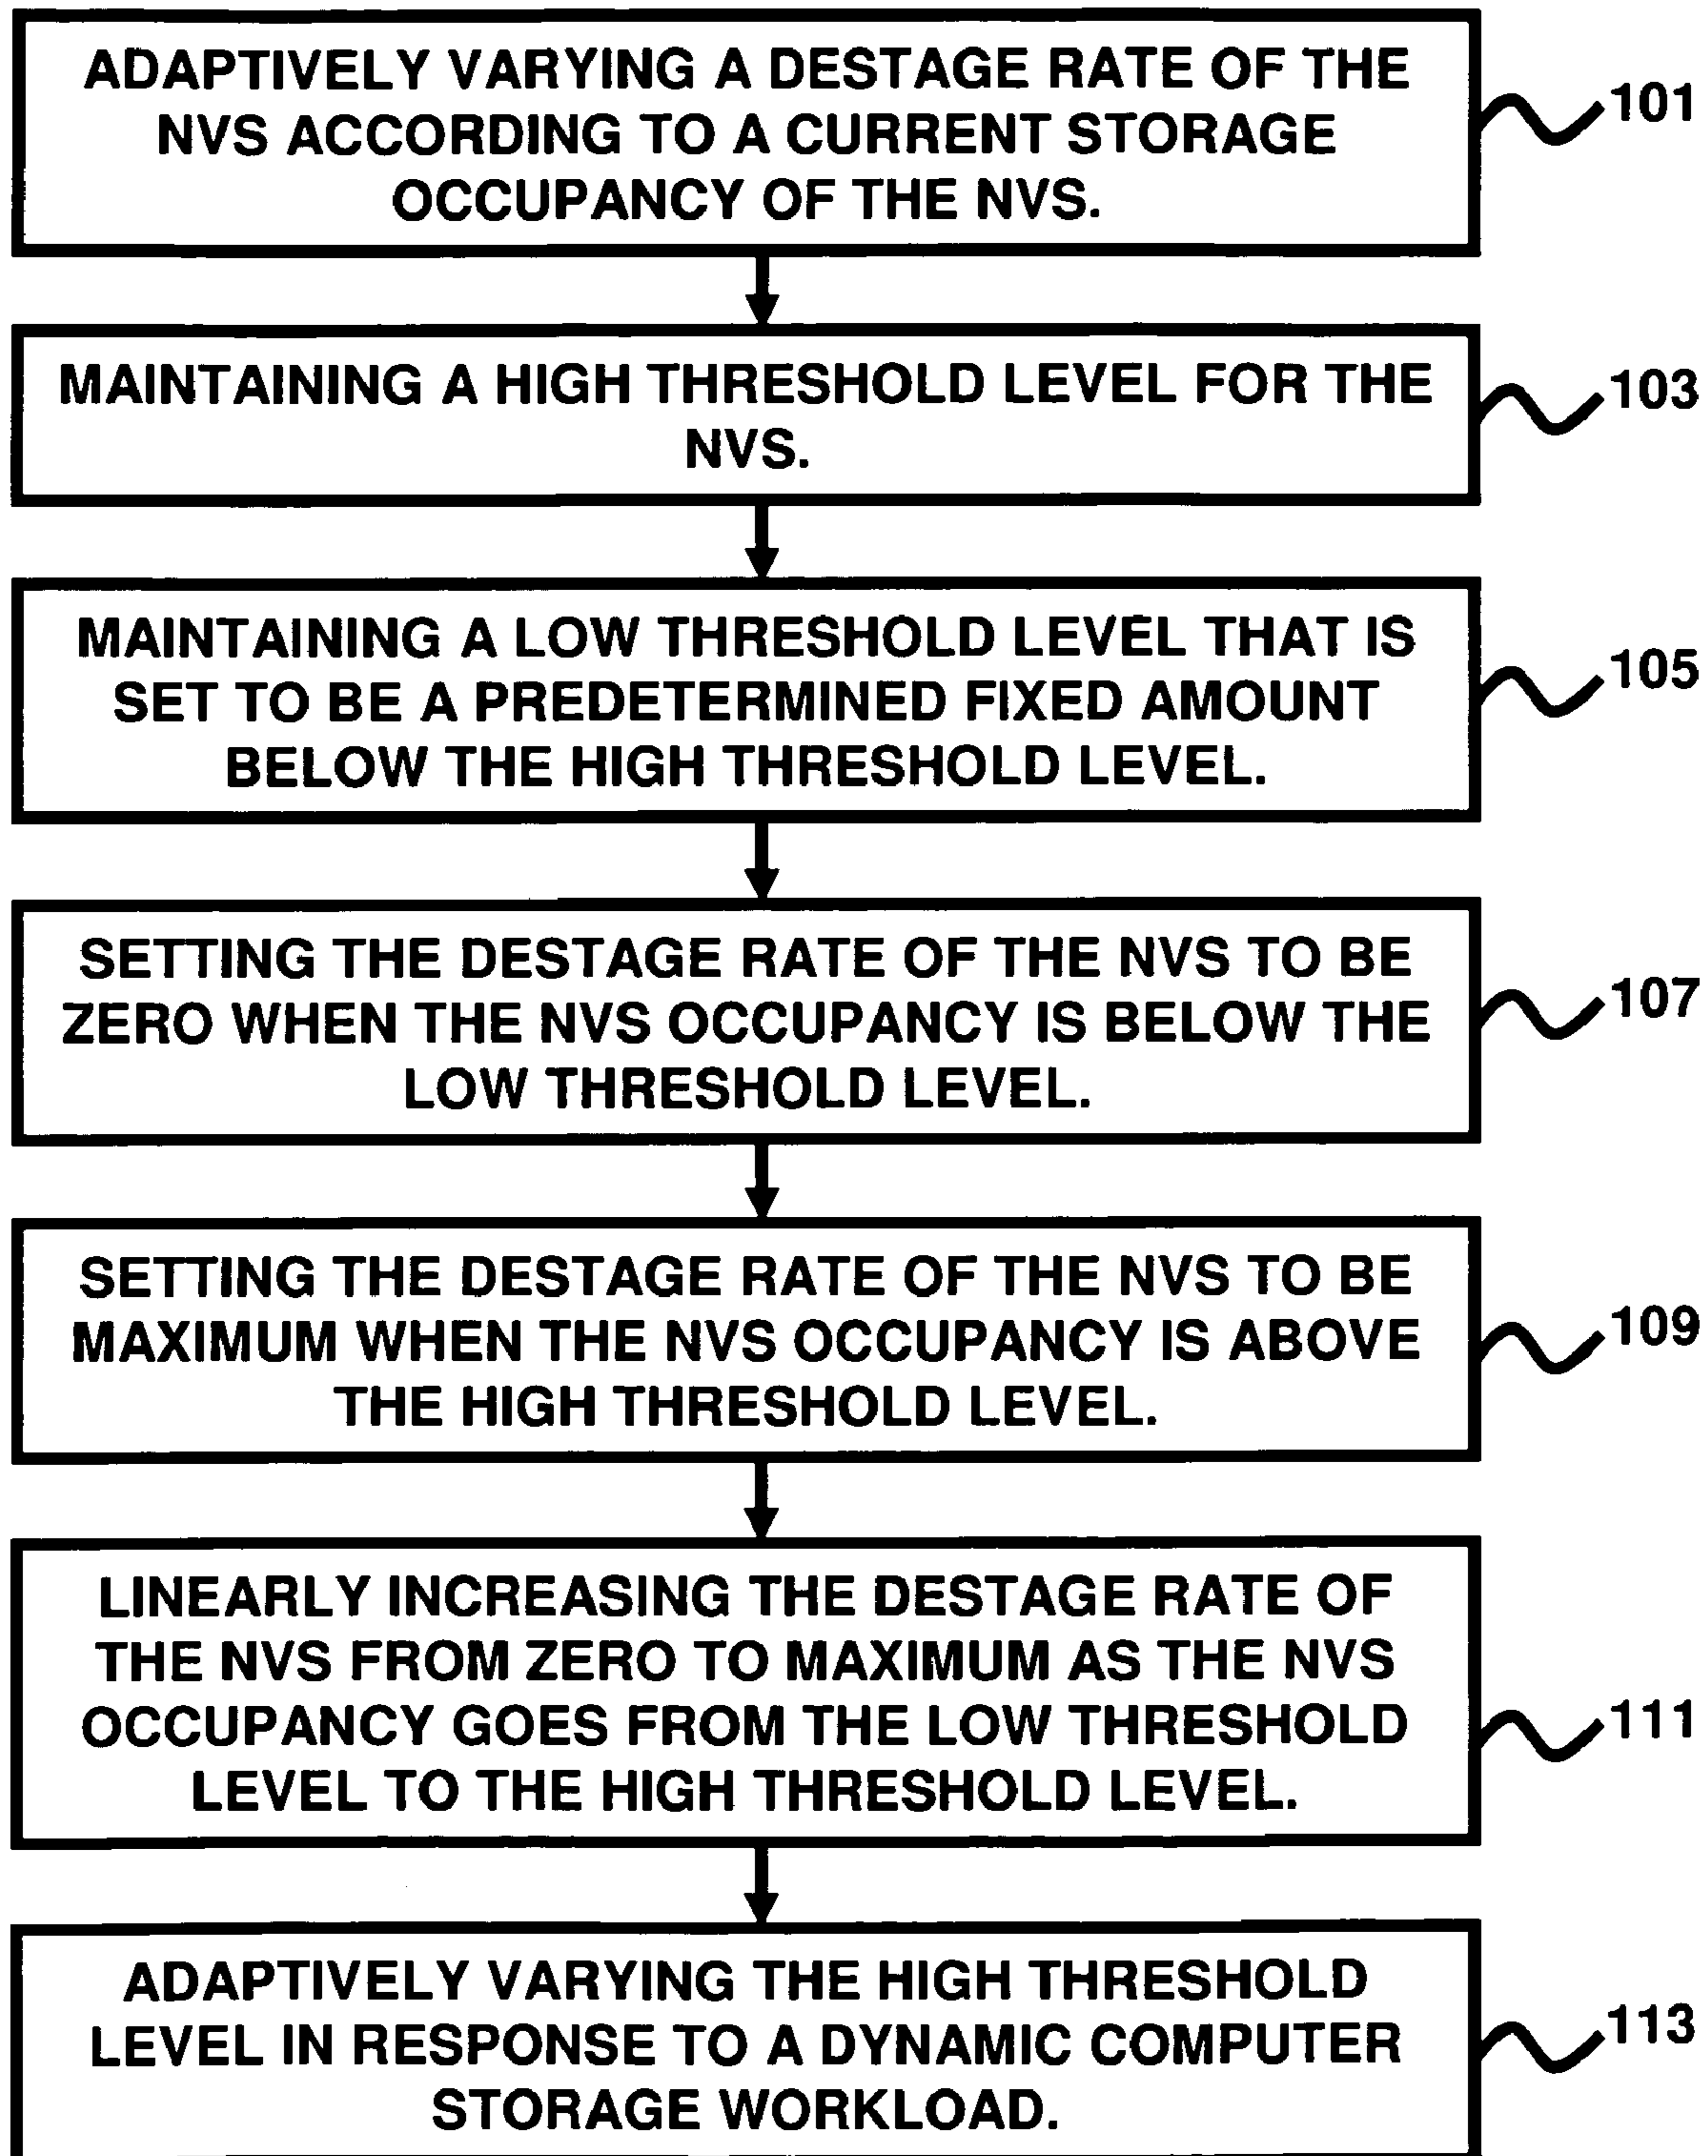 ADAPTIVELY VARYING A DESTAGE RATE OF THE
NVS ACCORDING TO A CURRENT STORAGE
OCCUPANCY OF THE NVS.
101
MAINTAINING A HIGH THRESHOLD LEVEL FOR THE
NVS.
103
MAINTAINING A LOW THRESHOLD LEVEL THAT IS
SET TO BE A PREDETERMINED FIXED AMOUNT
BELOW THE HIGH THRESHOLD LEVEL.
105
SETTING THE DESTAGE RATE OF THE NVS TO BE
ZERO WHEN THE NVS OCCUPANCY IS BELOW THE
LOW THRESHOLD LEVEL.
107
SETTING THE DESTAGE RATE OF THE NVS TO BE
MAXIMUM WHEN THE NVS OCCUPANCY IS ABOVE
THE HIGH THRESHOLD LEVEL.
109
LINEARLY INCREASING THE DESTAGE RATE OF
THE NVS FROM ZERO TO MAXIMUM AS THE NVS
OCCUPANCY GOES FROM THE LOW THRESHOLD
LEVEL TO THE HIGH THRESHOLD LEVEL.
111
ADAPTIVELY VARYING THE HIGH THRESHOLD
LEVEL IN RESPONSE TO A DYNAMIC COMPUTER
STORAGE WORKLOAD.
113